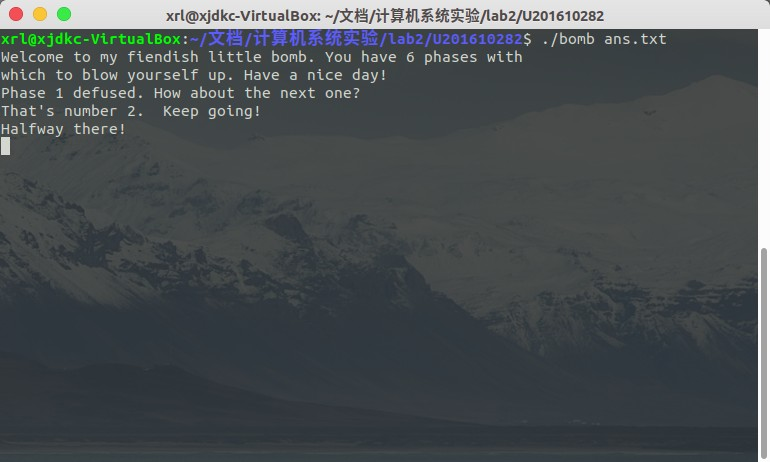 xrl@xjdkc-VirtualBox: ~/文档/计算机系统实验/lab2/U201610282
xrl@xjdkc-VirtualBox:~/文档/计算机系统实验/lab2/U201610282$ ./bomb ans.txt
Welcome to my fiendish little bomb. You have 6 phases with
which to blow yourself up. Have a nice day!
Phase 1 defused. How about the next one?
That's number 2.  Keep going!
Halfway there!